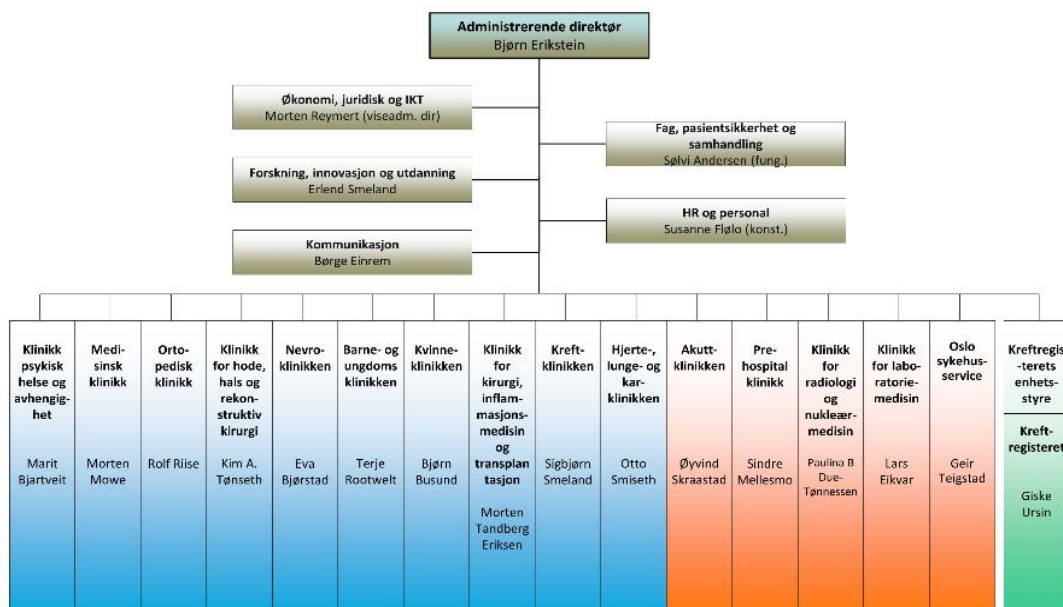 Administrerende direktør
Bjørn Erikstein
Økonomi, juridisk og IKT
Morten Reymert (viseadm. dir)
Fag, pasientsikkerhet og
samhandling
Sølvi Andersen (fung.)
Forskning, innovasjon og utdanning
Erlend Smeland
HR og personal
Susanne Flølo (konst.)
Kommunikasjon
Børge Einrem
Klinikk
psykisk
helse og
avhengig-
het
Marit
Bjartveit
Medi-
sinsk
klinikk
Morten
Mowe
Orto-
pedisk
klinikk
Rolf Riise
Klinikk
for hode,
hals og
rekon-
struktiv
kirurgi
Kim A.
Tønseth
Nevro-
klinikken
Eva
Bjørstad
Barne- og
ungdoms
klinikken
Terje
Rootwelt
Kvinne-
klinikken
Bjørn
Busund
Klinikk
for
kirurgi,
inflam-
masjons-
medisin
og
transplan
tasjon
Morten
Tandberg
Eriksen
Kreft-
klinikken
Sigbjørn
Smeland
Hjerte-,
lunge- og
kar-
klinikken
Otto
Smiseth
Akutt-
klinikken
Øyvind
Skraastad
Pre-
hospital
klinikk
Sindre
Mellesmo
Klinikk
for
radiologi
og
nukleær-
medisin
Paulina B
Due-
Tønnessen
Klinikk
for labo-
ratorie-
medisin
Lars
Eikvar
Oslo
sykehus-
service
Geir
Teigstad
Kreftregis
-terets
enhets-
styre
Kreft-
registeret
Giske
Ursin